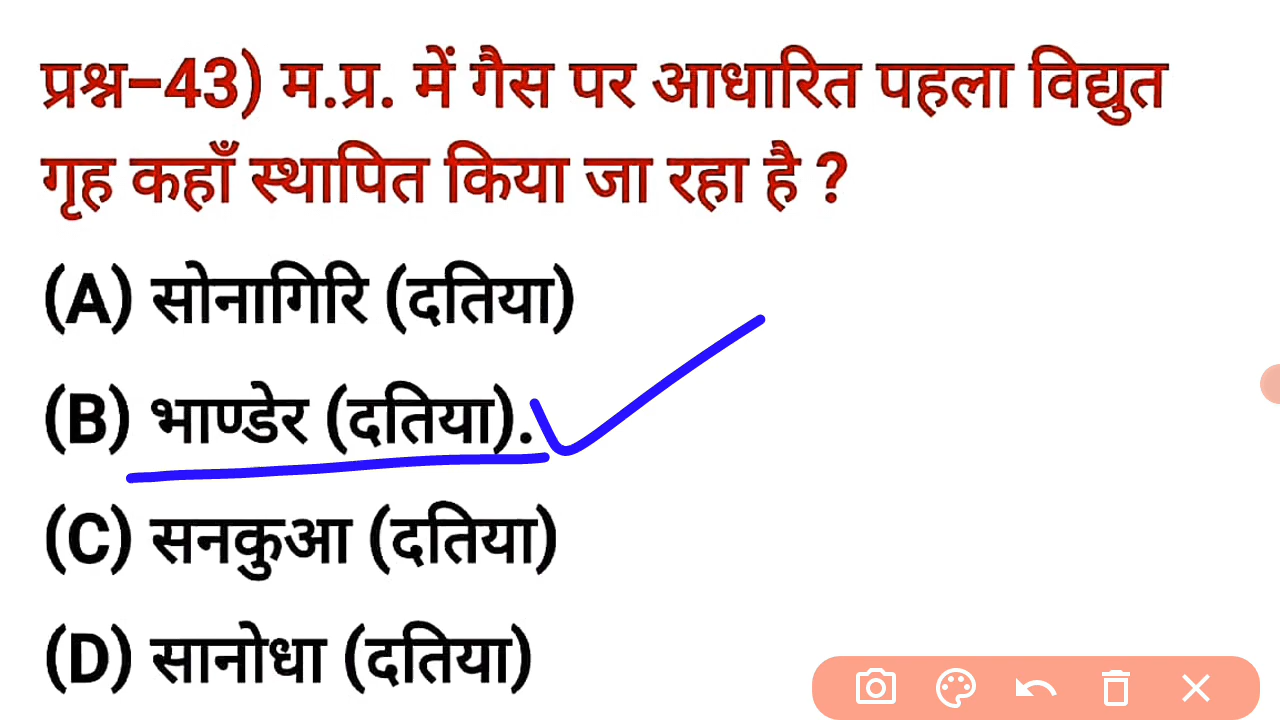 प्रश्न–43) म.प्र. में गैस पर आधारित पहला विद्युत
गृह कहाँ स्थापित किया जा रहा है ?
(A) सोनागिरि (दतिया)
(B) भाण्डेर (दतिया).
(C) सनकुआ (दतिया)
(D) सानोधा (दतिया)